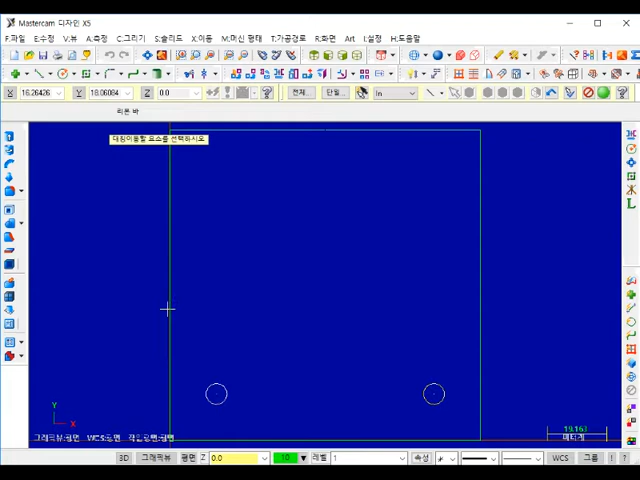 Mastercam 디자인 X5
F.파일 E.수정 V.뷰 A.측정 C.그리기 S.솔리드 X.이동 M.머신 형태 T.가공경로 R.화면 Art I.설정 H.도움말
X 16.26426 Y 18.06084 Z 0.0 전체... 단일... In
리본 바
대칭이동할 요소를 선택하시오
Y
X
그래픽뷰:평면 WCS:평면 작업평면:평면
19.163
미터계
3D 그래픽뷰 평면 Z 0.0 10 레벨 1 속성 WCS 그룹 ! ?